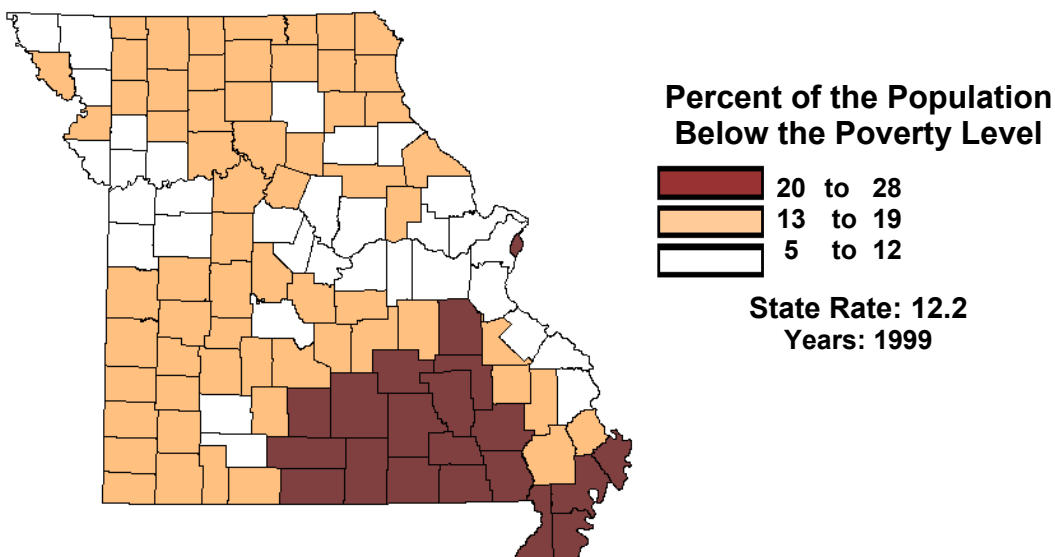 Percent of the Population
Below the Poverty Level
20 to 28
13 to 19
5 to 12
State Rate: 12.2
Years: 1999